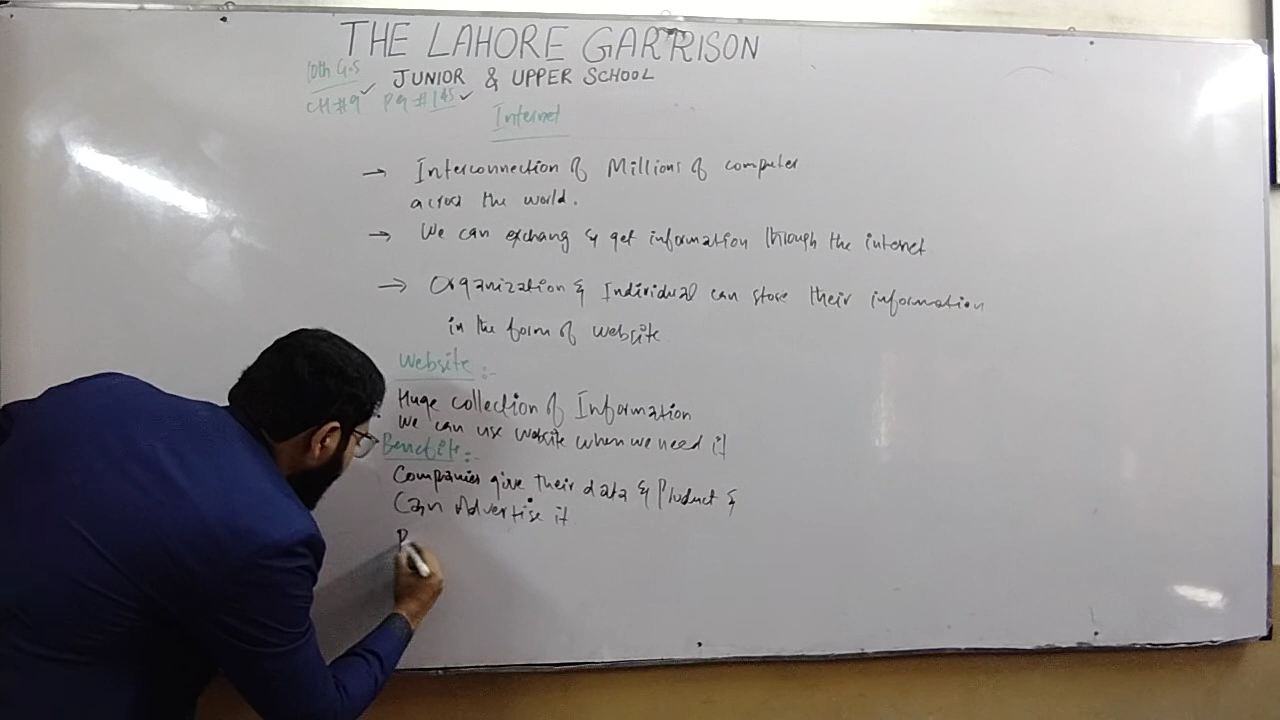 THE LAHORE GARRISON
10th G.S JUNIOR & UPPER SCHOOL
CH#9 ✓ Pg #145 ✓
Internet
→ Interconnection of Millions of computer
across the world.
→ We can exchang & get information through the internet
→ Organization & Individual can store their information
in the form of website
Website:-
Huge collection of Information
We can use website when we need it
Benefits:-
Companies give their data & Product &
Can Advertise it